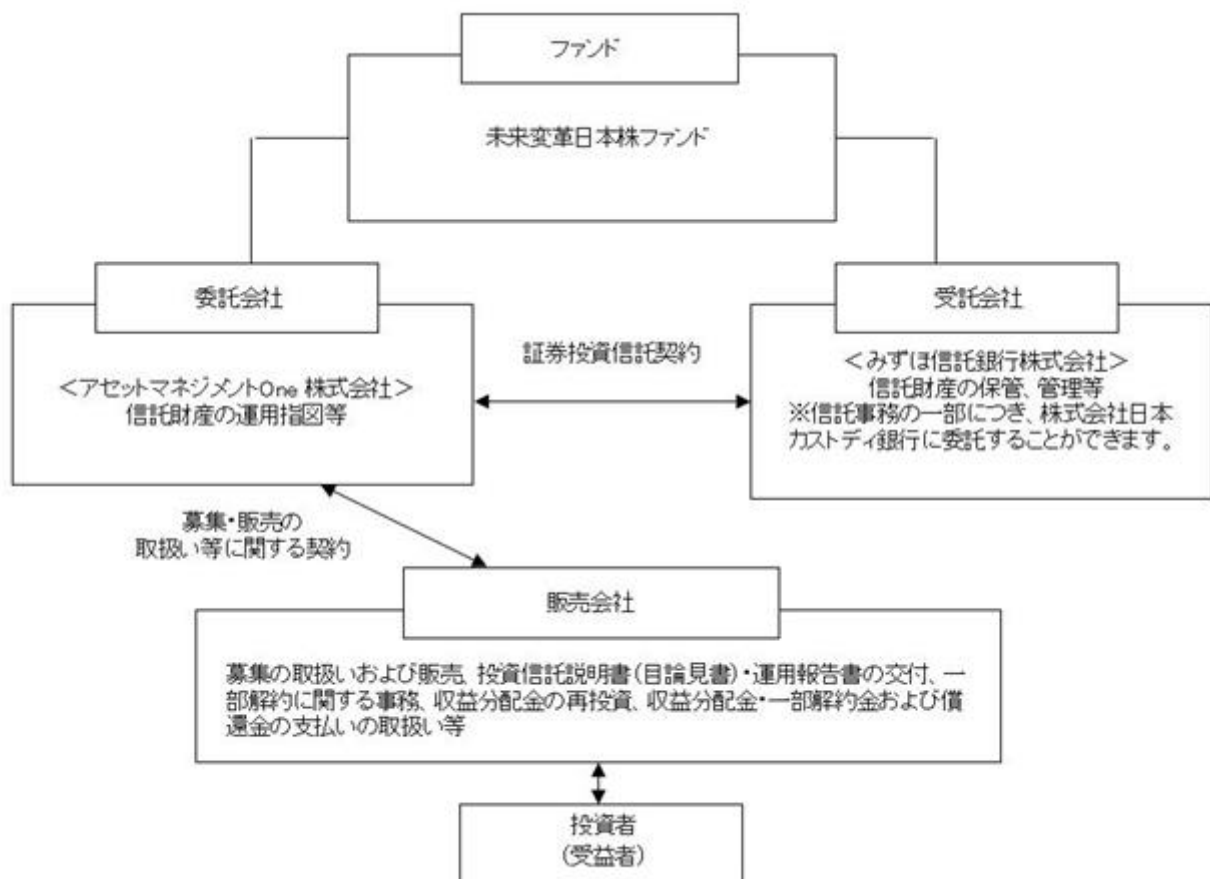 ファンド
未来変革日本株ファンド
委託会社
受託会社
<アセットマネジメントOne 株式会社>
信託財産の運用指図等
証券投資信託契約
<みずほ信託銀行株式会社>
信託財産の保管、管理等
※信託事務の一部につき、株式会社日本
カストディ銀行に委託することができます。
募集・販売の
取扱い等に関する契約
販売会社
募集の取扱いおよび販売、投資信託説明書(目論見書)・運用報告書の交付、一
部解約に関する事務、収益分配金の再投資、収益分配金・一部解約金および償
還金の支払いの取扱い等
投資者
(受益者)